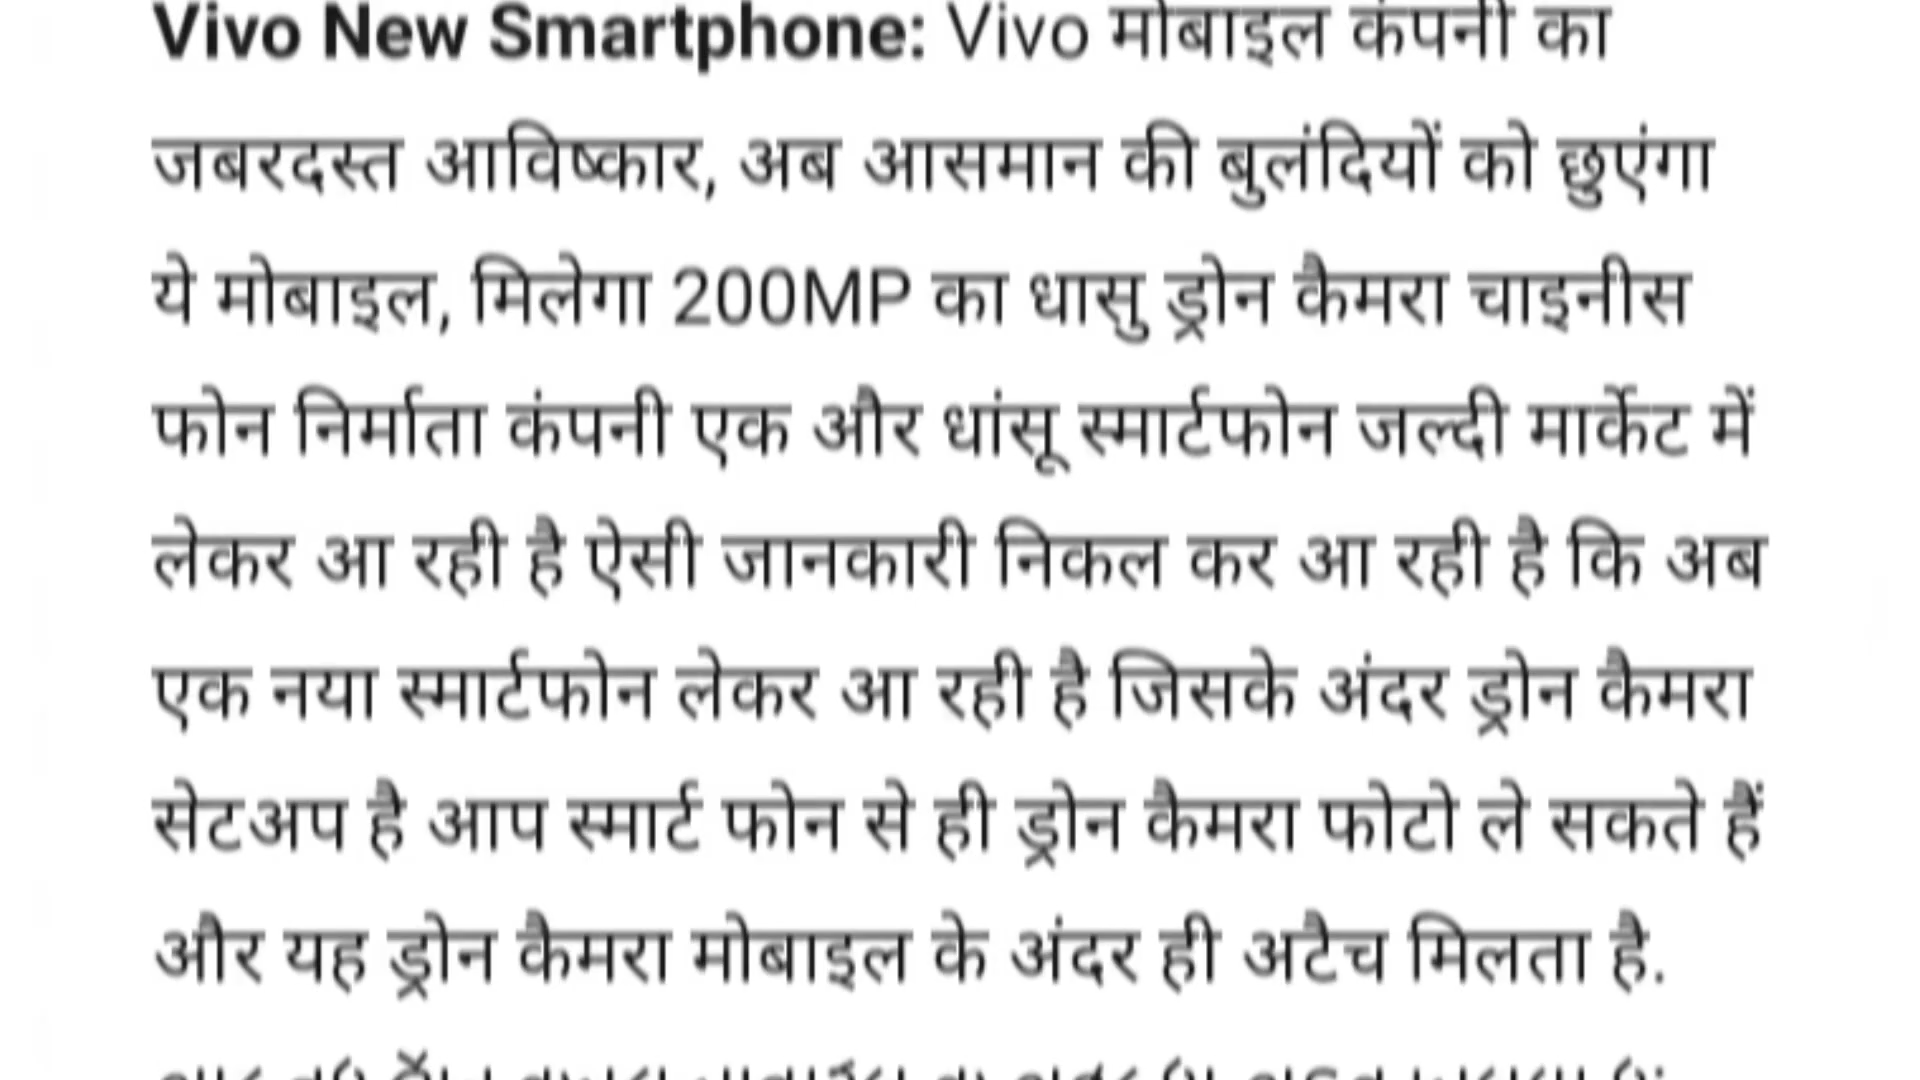 Vivo New Smartphone: Vivo मोबाइल कंपनी का
जबरदस्त आविष्कार, अब आसमान की बुलंदियों को छुएंगा
ये मोबाइल, मिलेगा 200MP का धासु ड्रोन कैमरा चाइनीस
फोन निर्माता कंपनी एक और धांसू स्मार्टफोन जल्दी मार्केट में
लेकर आ रही है ऐसी जानकारी निकल कर आ रही है कि अब
एक नया स्मार्टफोन लेकर आ रही है जिसके अंदर ड्रोन कैमरा
सेटअप है आप स्मार्ट फोन से ही ड्रोन कैमरा फोटो ले सकते हैं
और यह ड्रोन कैमरा मोबाइल के अंदर ही अटैच मिलता है.